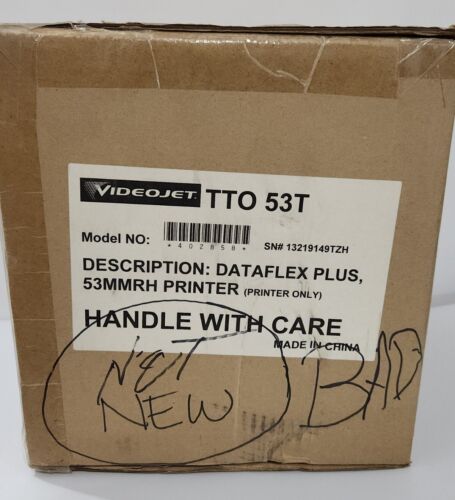 VIDEOJET TTO 53T
Model NO: *402858* SN# 13219149TZH
DESCRIPTION: DATAFLEX PLUS,
53MMRH PRINTER (PRINTER ONLY)
HANDLE WITH CARE
MADE IN CHINA
NOT
NEW
BAD